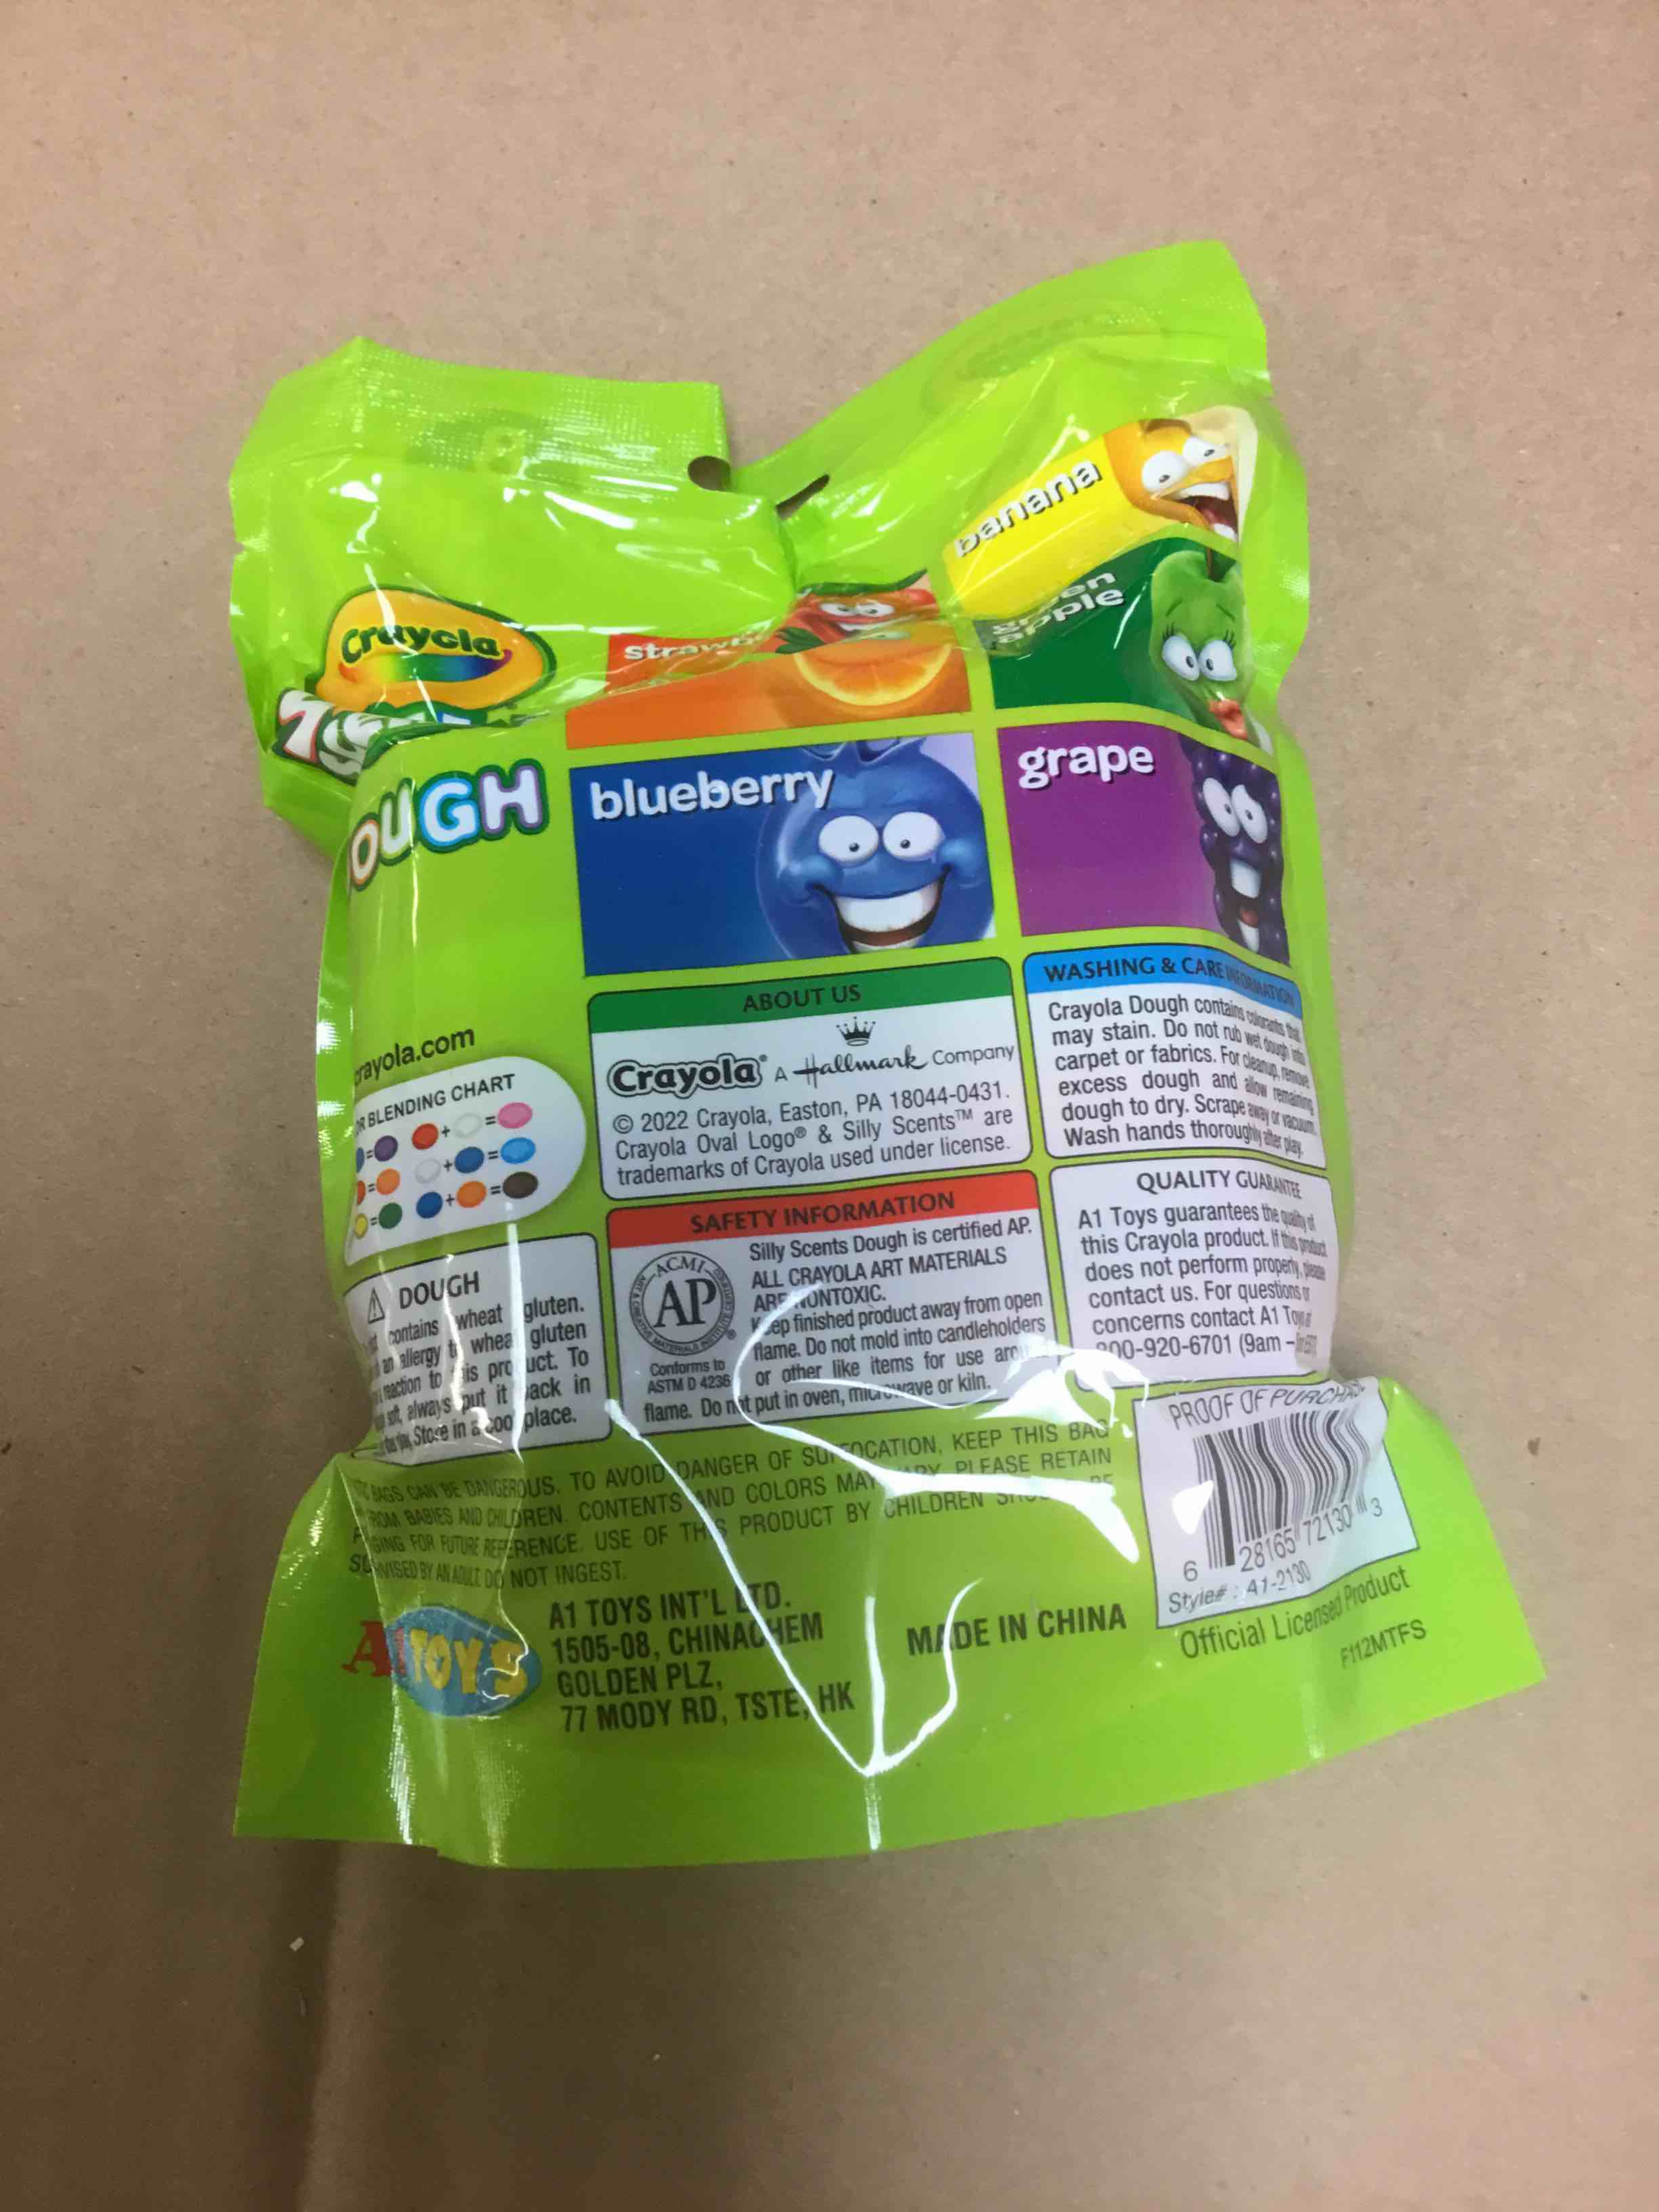 Crayola
OUGH
banana
apple
blueberry
grape
crayola.com
BLENDING CHART
ABOUT US
Crayola® A Hallmark Company
© 2022 Crayola, Easton, PA 18044-0431.
Crayola Oval Logo® & Silly Scents™ are
trademarks of Crayola used under license.
WASHING & CARE INFORMATION
Crayola Dough contains colorants that
may stain. Do not rub wet dough into
carpet or fabrics. For cleanup, remove
excess dough and allow remaining
dough to dry. Scrape away or vacuum.
Wash hands thoroughly after play.
SAFETY INFORMATION
ACMI
AP
Conforms to
ASTM D 4236
Silly Scents Dough is certified AP.
ALL CRAYOLA ART MATERIALS
ARE NONTOXIC.
Keep finished product away from open
flame. Do not mold into candleholders
or other like items for use
flame. Do not put in oven, microwave or kiln.
QUALITY GUARANTEE
A1 Toys guarantees the quality of
this Crayola product. If this product
does not perform properly, please
contact us. For questions or
concerns contact A1 Toys at
800-920-6701 (9am –
DOUGH
contains wheat gluten.
an allergy to wheat gluten
reaction to this product. To
soft, always put it back in
Store in a cool place.
BAGS CAN BE DANGEROUS. TO AVOID DANGER OF SUFFOCATION, KEEP THIS BAG
FROM BABIES AND CHILDREN. CONTENTS AND COLORS MAY VARY. PLEASE RETAIN
FOR FUTURE REFERENCE. USE OF THIS PRODUCT BY CHILDREN SHOULD BE
SUPERVISED BY AN ADULT. DO NOT INGEST.
A1 TOYS
A1 TOYS INT'L LTD.
1505-08, CHINACHEM
GOLDEN PLZ,
77 MODY RD, TSTE, HK
MADE IN CHINA
PROOF OF PURCHASE
6 28165 72130 3
Style# : A1-2130
Official Licensed Product
F112MTFS